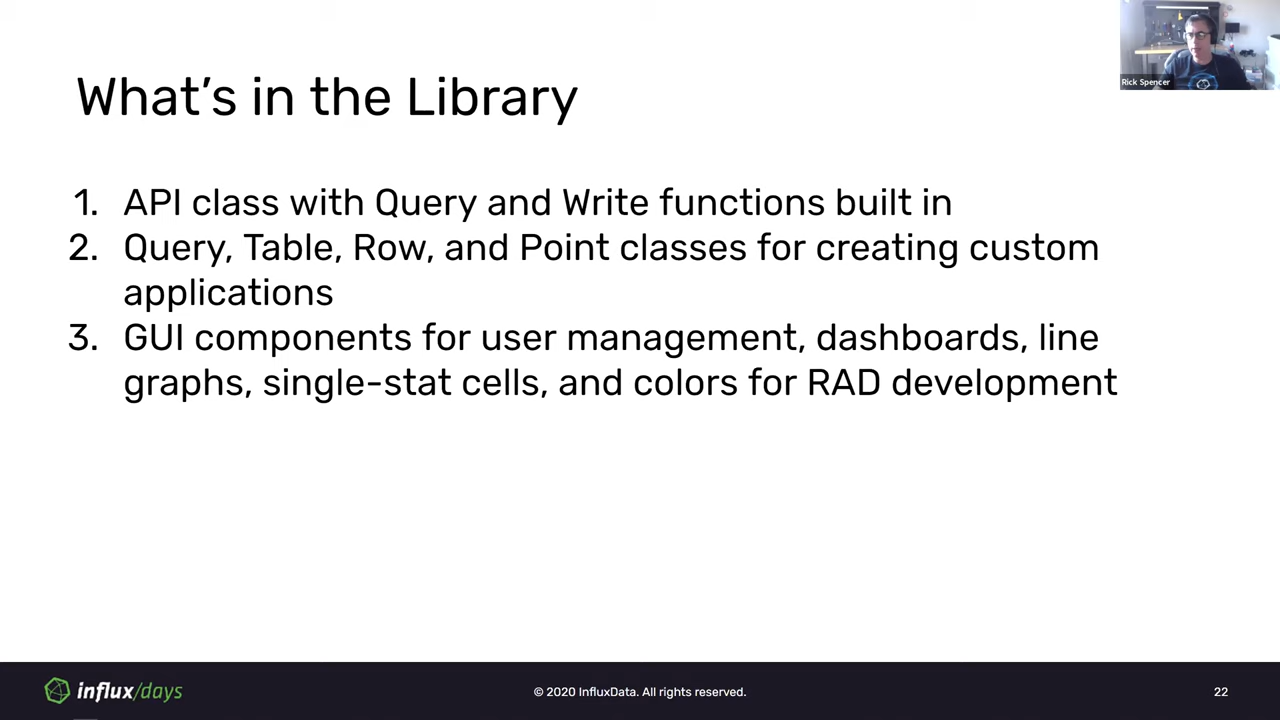 Rick Spencer
What's in the Library
1. API class with Query and Write functions built in
2. Query, Table, Row, and Point classes for creating custom
applications
3. GUI components for user management, dashboards, line
graphs, single-stat cells, and colors for RAD development
influx/days
© 2020 InfluxData. All rights reserved.
22